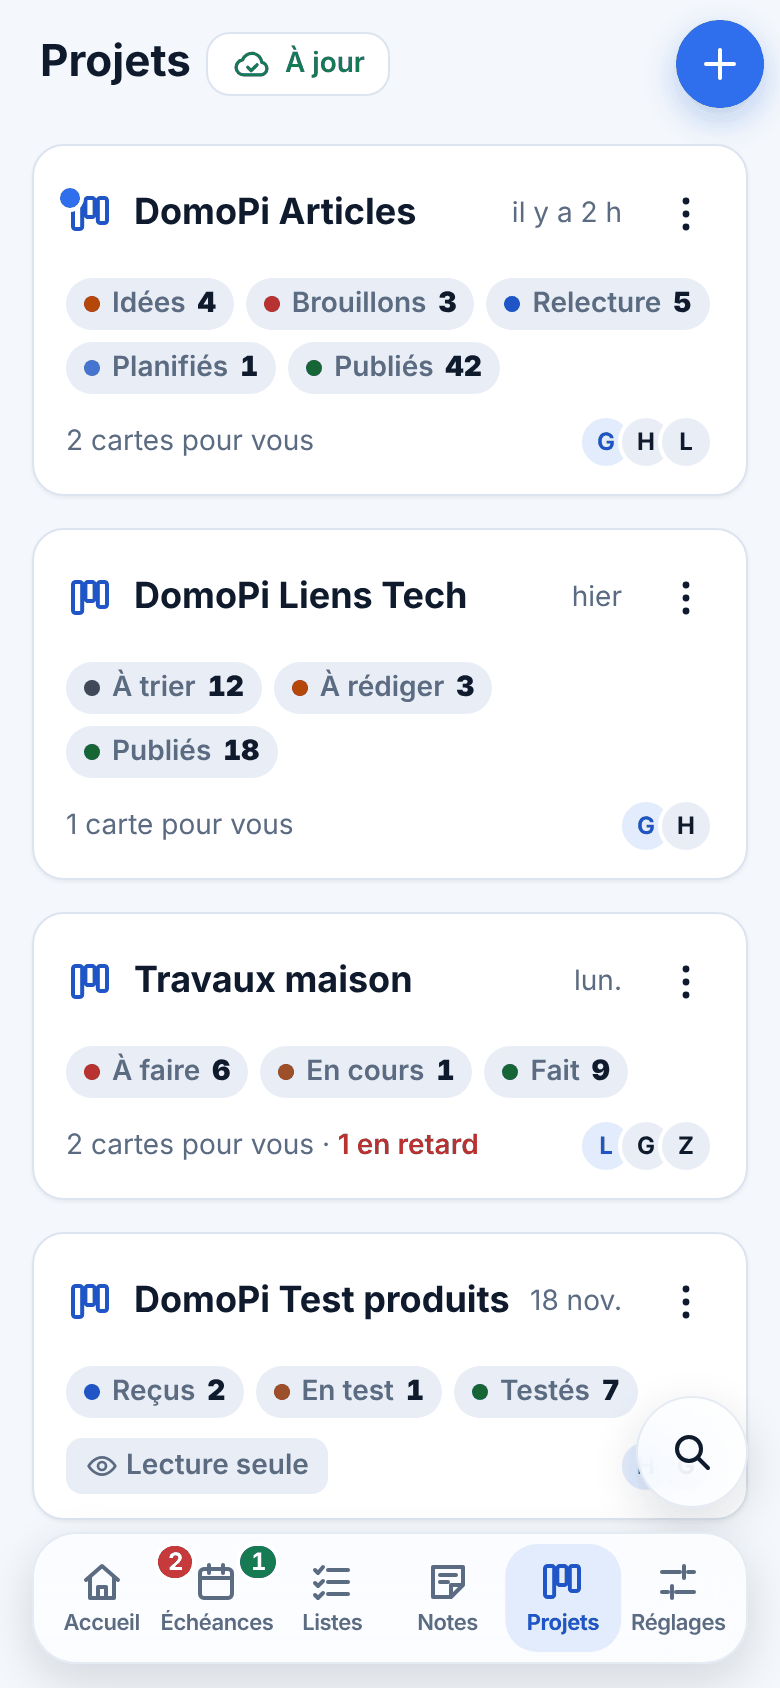 Projets À jour
DomoPi Articles il y a 2 h
Idées 4 Brouillons 3 Relecture 5
Planifiés 1 Publiés 42
2 cartes pour vous G H L
DomoPi Liens Tech hier
À trier 12 À rédiger 3
Publiés 18
1 carte pour vous G H
Travaux maison lun.
À faire 6 En cours 1 Fait 9
2 cartes pour vous · 1 en retard L G Z
DomoPi Test produits 18 nov.
Reçus 2 En test 1 Testés 7
Lecture seule
2 1
Accueil Échéances Listes Notes Projets Réglages